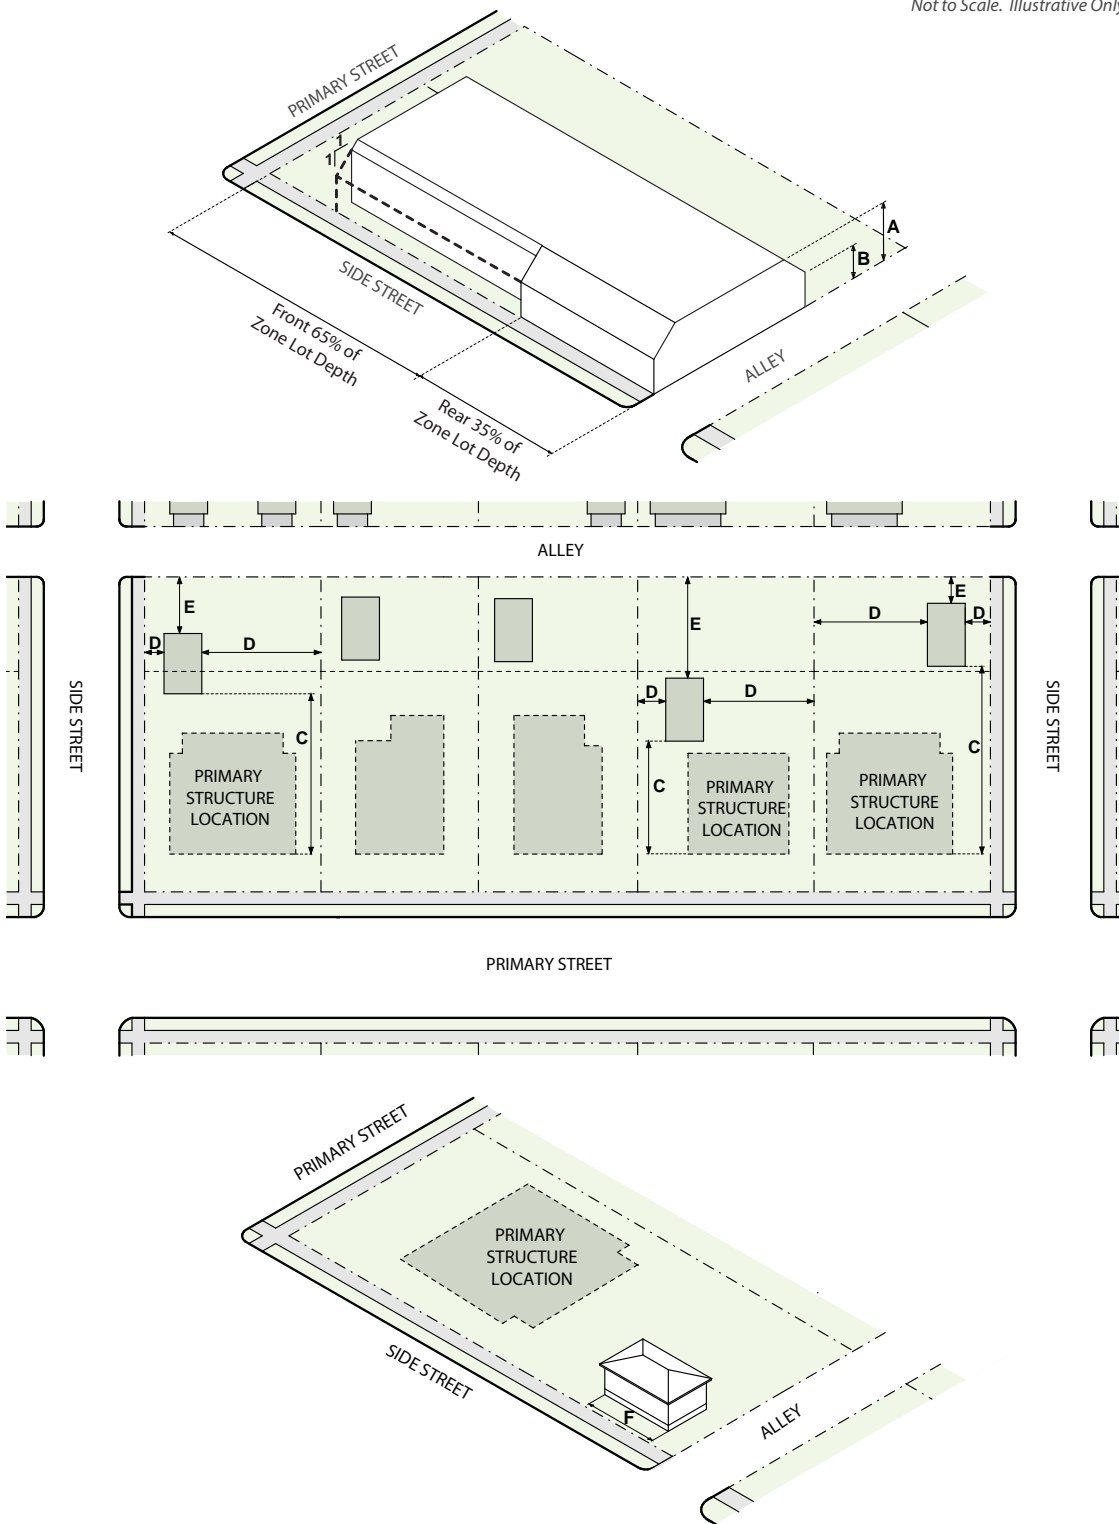 Not to Scale. Illustrative Only
PRIMARY STREET
1
1
A
B
SIDE STREET
Front 65% of
Zone Lot Depth
ALLEY
Rear 35% of
Zone Lot Depth
ALLEY
E
E
E
D
D
D
D
D
D
SIDE STREET
SIDE STREET
C
C
C
PRIMARY
STRUCTURE
LOCATION
PRIMARY
STRUCTURE
LOCATION
PRIMARY
STRUCTURE
LOCATION
PRIMARY STREET
PRIMARY STREET
PRIMARY
STRUCTURE
LOCATION
SIDE STREET
F
ALLEY